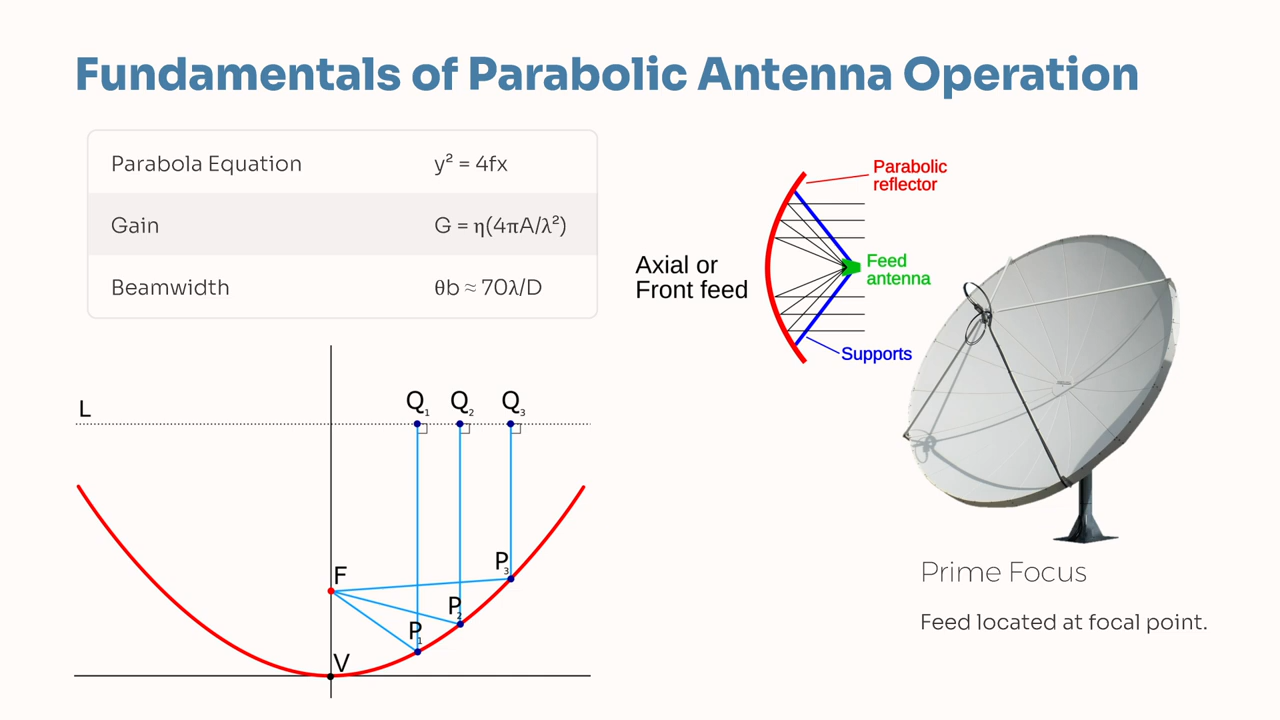 Fundamentals of Parabolic Antenna Operation
Parabola Equation y² = 4fx
Gain G = η(4πA/λ²)
Beamwidth θb ≈ 70λ/D
Parabolic
reflector
Axial or
Front feed
Feed
antenna
Supports
L
Q₁ Q₂ Q₃
F
P₃
P₂
P₁
V
Prime Focus
Feed located at focal point.